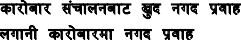 कारोबार संचालनबाट खुद नगद प्रवाह
लगानी कारोबारमा नगद प्रवाह